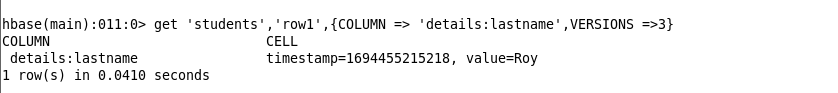 hbase(main):011:0> get 'students','row1',{COLUMN => 'details:lastname',VERSIONS =>3}
COLUMN                          CELL
 details:lastname               timestamp=1694455215218, value=Roy
1 row(s) in 0.0410 seconds